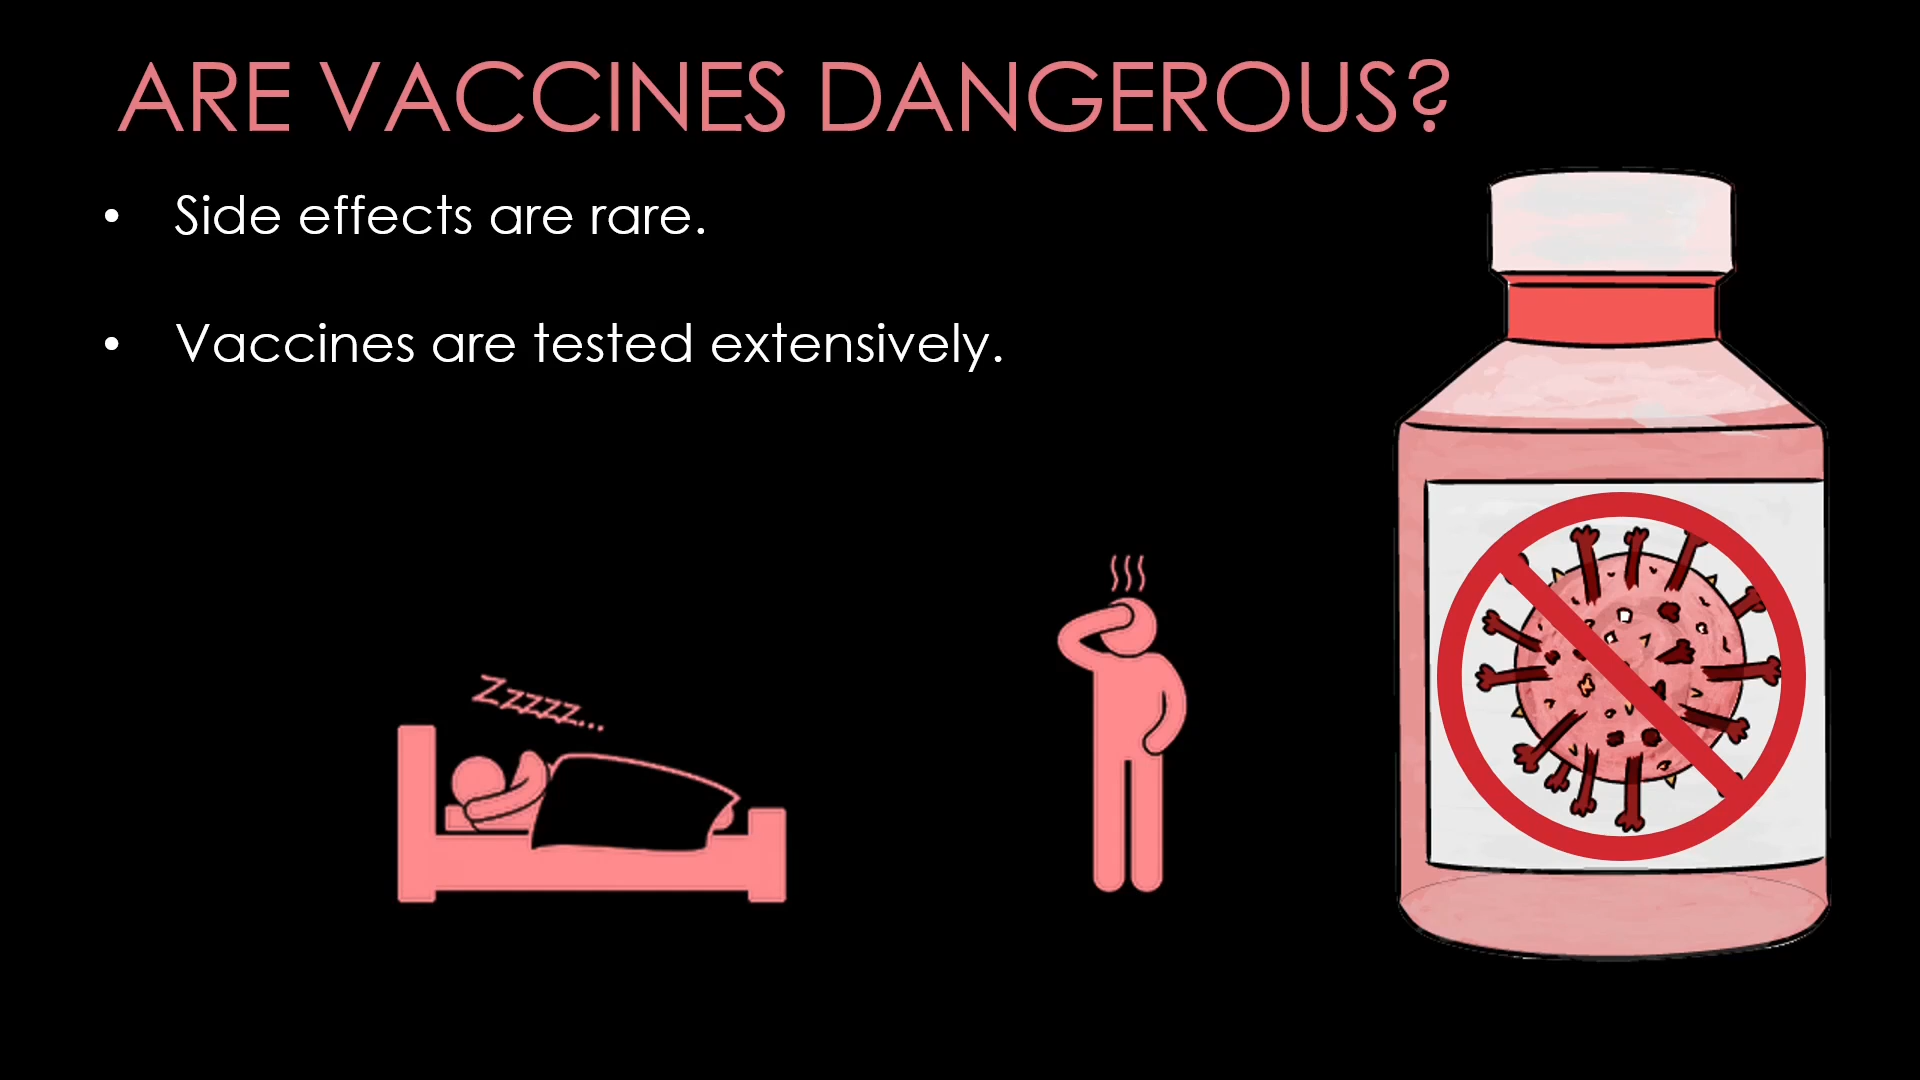 ARE VACCINES DANGEROUS?
• Side effects are rare.
• Vaccines are tested extensively.
Zzzzz...